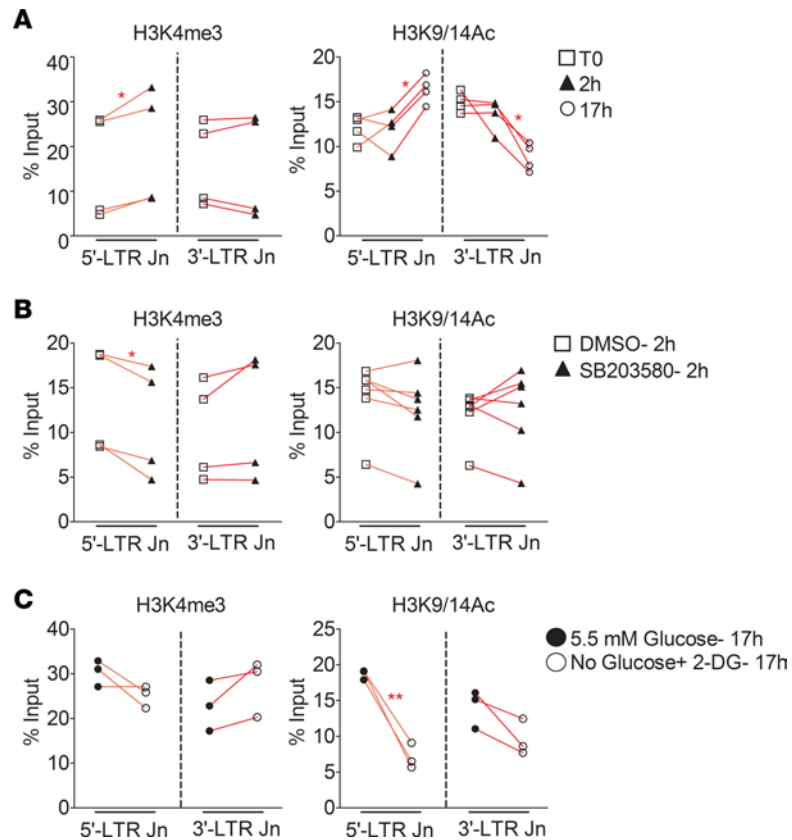 A
H3K4me3
H3K9/14Ac
T0
2h
17h
% Input
40
30
20
10
0
5'-LTR Jn
3'-LTR Jn
% Input
20
15
10
5
0
5'-LTR Jn
3'-LTR Jn
*
*
*
B
H3K4me3
H3K9/14Ac
DMSO- 2h
SB203580- 2h
% Input
20
15
10
5
0
5'-LTR Jn
3'-LTR Jn
% Input
20
15
10
5
0
5'-LTR Jn
3'-LTR Jn
*
C
H3K4me3
H3K9/14Ac
5.5 mM Glucose- 17h
No Glucose+ 2-DG- 17h
% Input
40
30
20
10
0
5'-LTR Jn
3'-LTR Jn
% Input
25
20
15
10
5
0
5'-LTR Jn
3'-LTR Jn
**